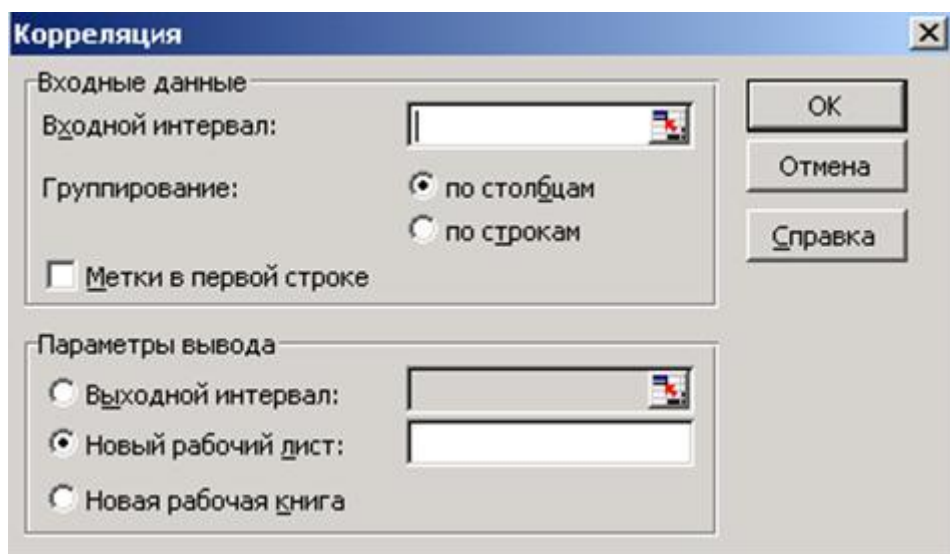 Корреляция
Входные данные
Входной интервал:
Группирование:
по столбцам
по строкам
Метки в первой строке
OK
Отмена
Справка
Параметры вывода
Выходной интервал:
Новый рабочий лист:
Новая рабочая книга